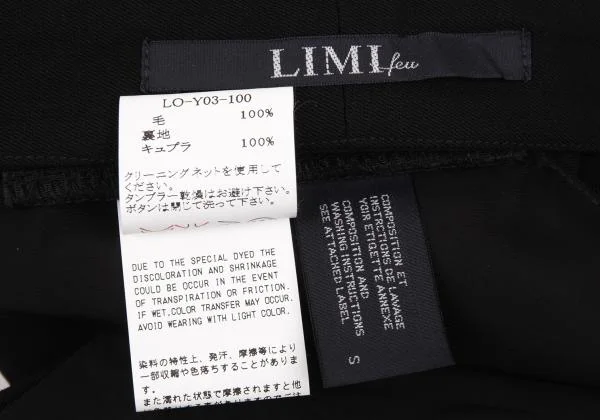 LIMI feu
LO-Y03-100
毛 100%
裏地
キュプラ 100%
クリーニングネットを使用して
ください。
タンブラー乾燥はお避け下さい。
ボタンは閉じて洗って下さい。
DUE TO THE SPECIAL DYED THE
DISCOLORATION AND SHRINKAGE
COULD BE OCCUR IN THE EVENT
OF TRANSPIRATION OR FRICTION.
IF WET,COLOR TRANSFER MAY OCCUR.
AVOID WEARING WITH LIGHT COLOR.
染料の特性上、発汗、摩擦等により
一部収縮や色落ちすることがありま
す。
また濡れた状態で摩擦されますと他
COMPOSITION ET
INSTRUCTIONS DE LAVAGE
VOIR ETIQUETTE ANNEXE
COMPOSITION AND
WASHING INSTRUCTIONS
SEE ATTACHED LABEL
S